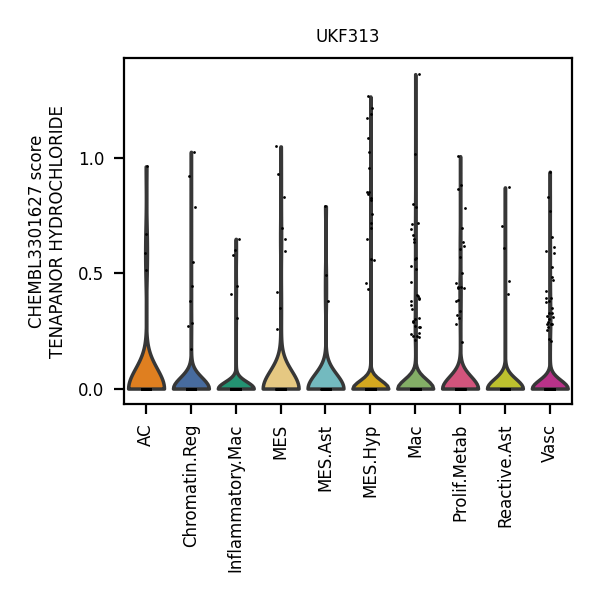 UKF313
CHEMBL3301627 score
TENAPANOR HYDROCHLORIDE
1.0
0.5
0.0
AC
Chromatin.Reg
Inflammatory.Mac
MES
MES.Ast
MES.Hyp
Mac
Prolif.Metab
Reactive.Ast
Vasc